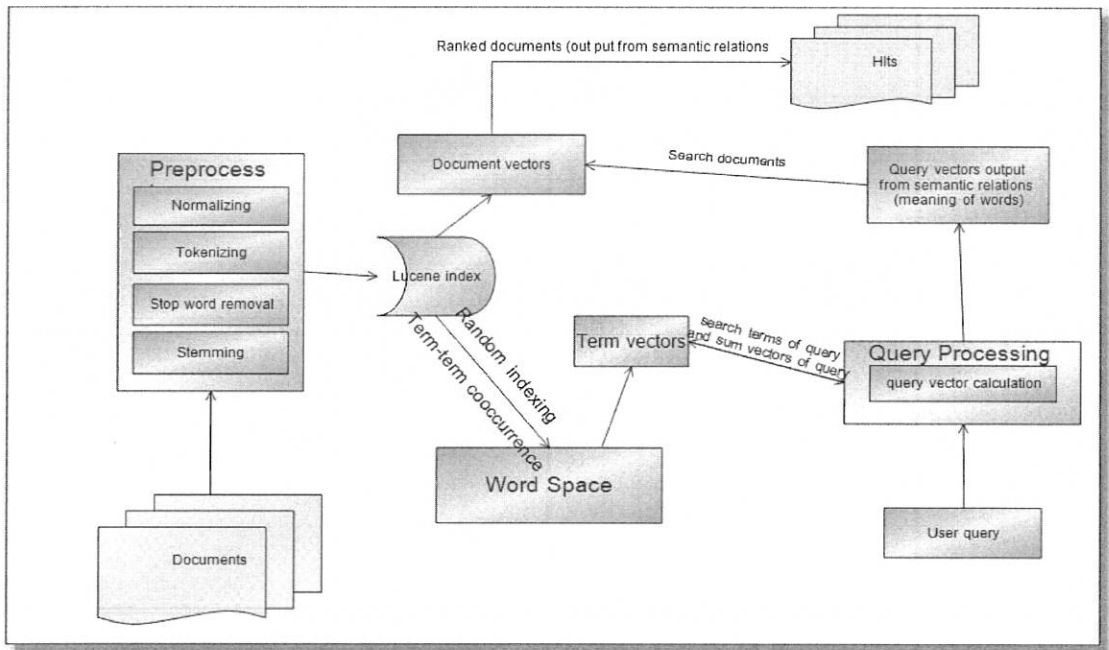 Ranked documents (out put from semantic relations
Hits
Preprocess
Normalizing
Tokenizing
Stop word removal
Stemming
Document vectors
Search documents
Query vectors output
from semantic relations
(meaning of words)
Lucene index
Random indexing
Term-term cooccurrence
Term vectors
search terms of query
and sum vectors of query
Query Processing
query vector calculation
Word Space
Documents
User query